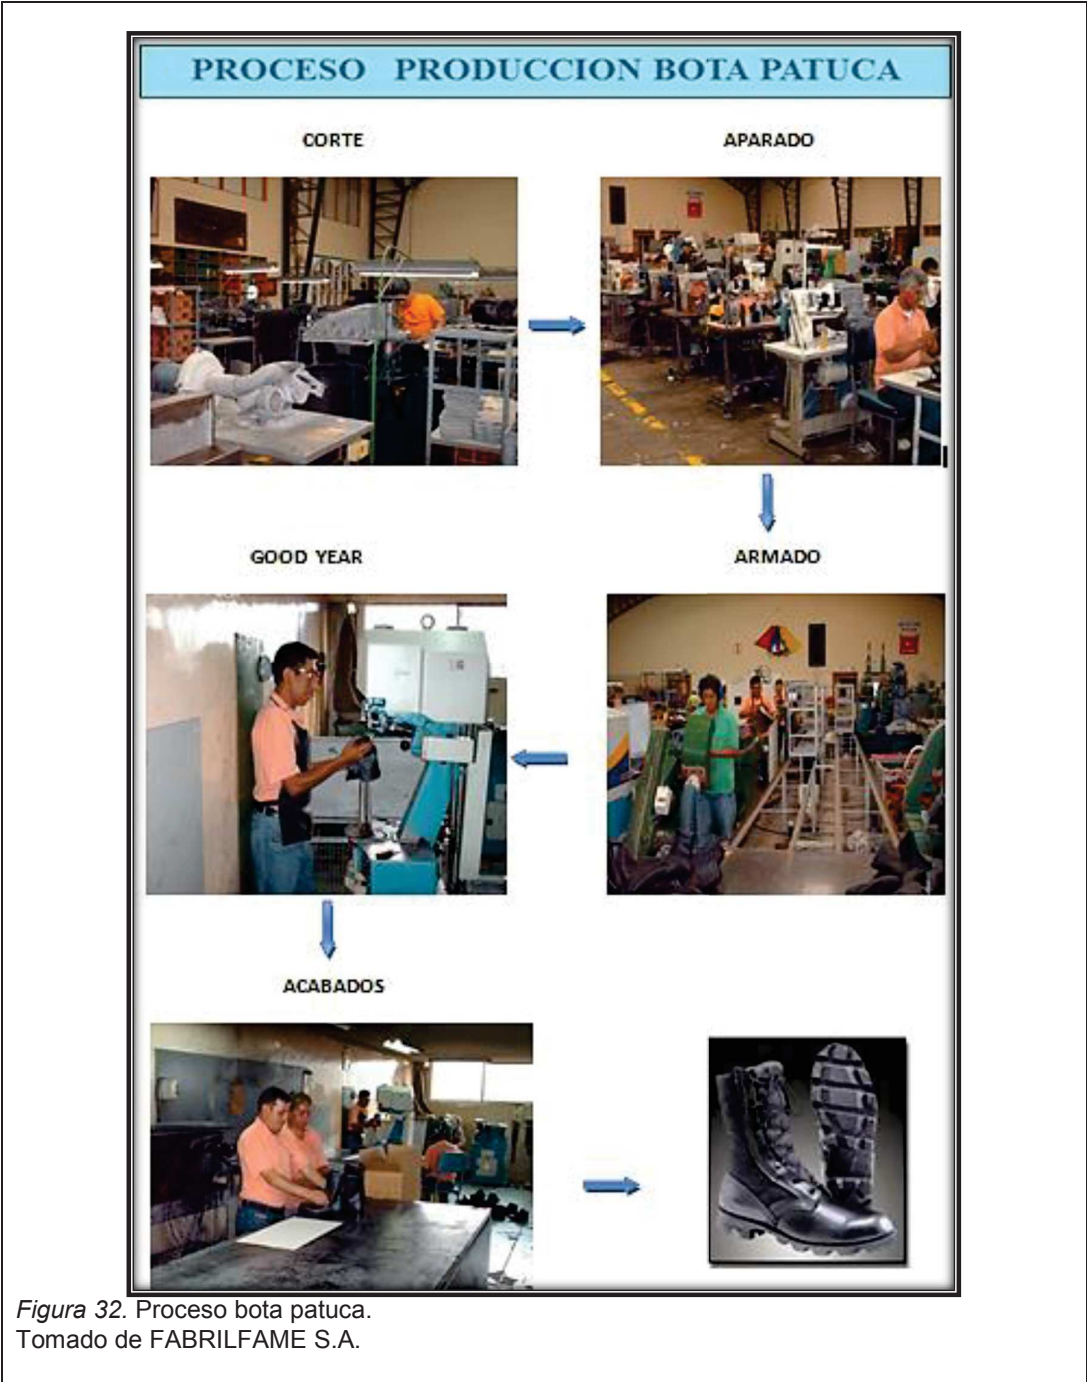 PROCESO PRODUCCION BOTA PATUCA
CORTE
APARADO
GOOD YEAR
ARMADO
ACABADOS
Figura 32. Proceso bota patuca.
Tomado de FABRILFAME S.A.